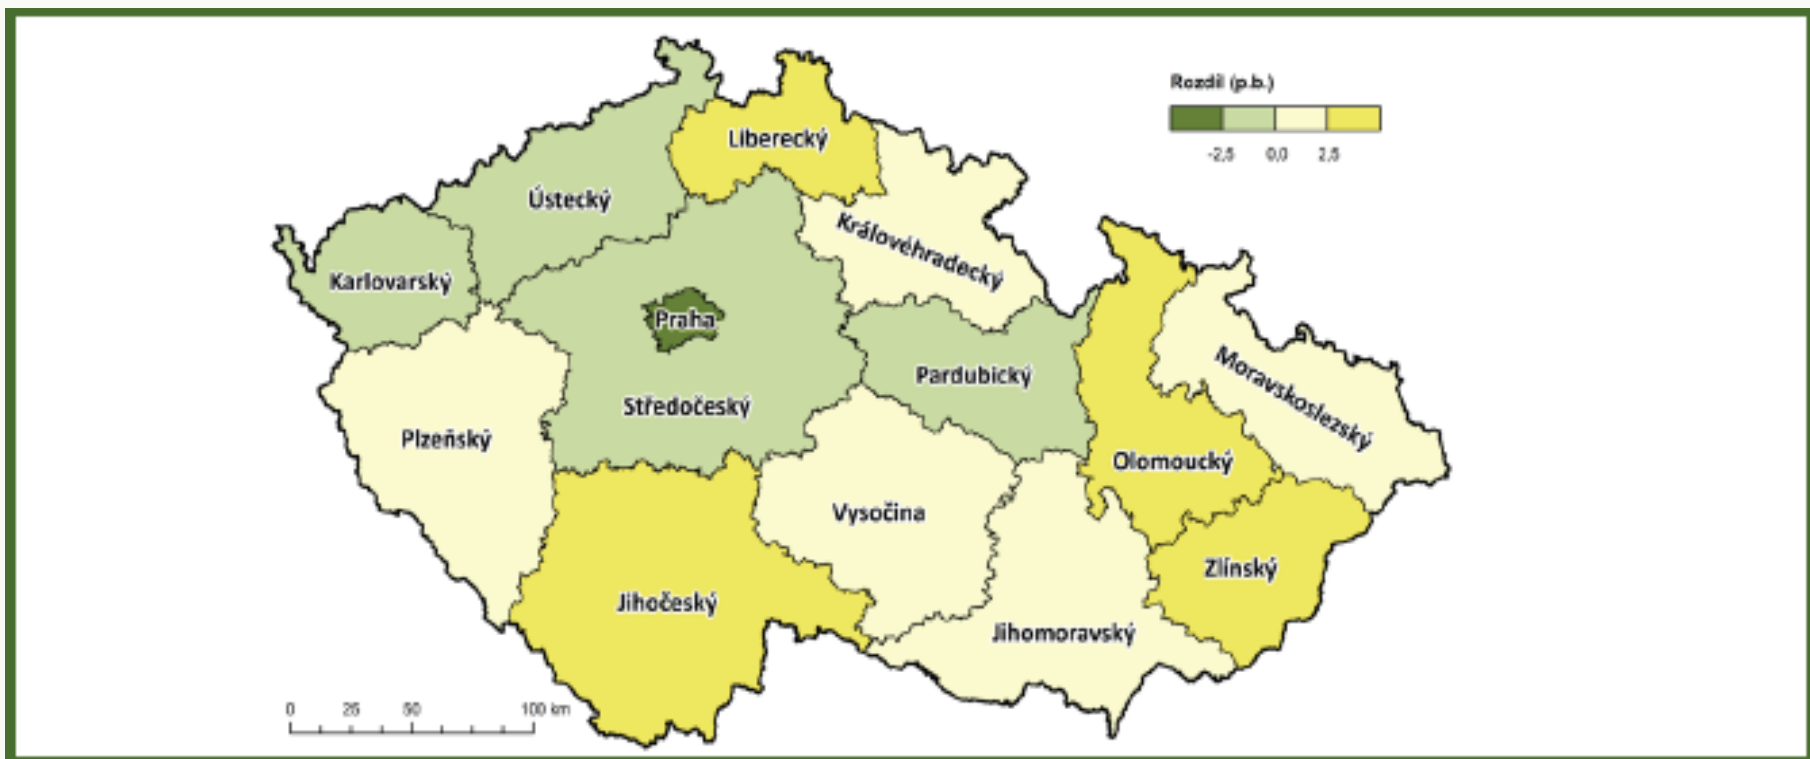 Rozdíl (p.b.)
-2,5 0,0 2,5
Liberecký
Ústecký
Královéhradecký
Karlovarský
Praha
Pardubický
Moravskoslezský
Středočeský
Plzeňský
Olomoucký
Vysočina
Zlínský
Jihočeský
Jihomoravský
0 25 50 100 km